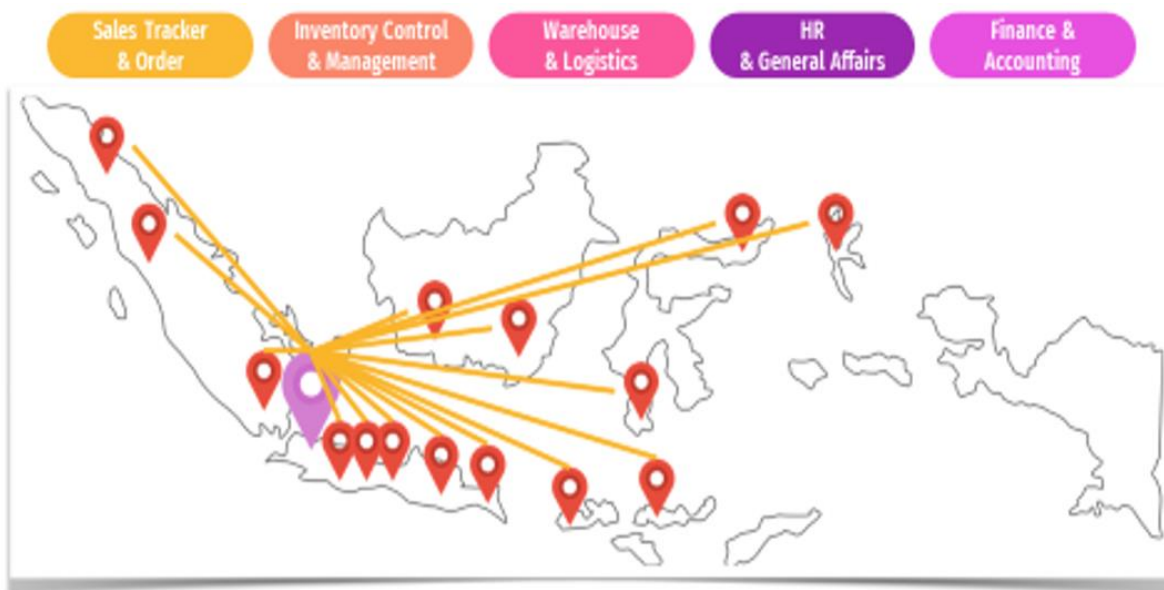 Sales Tracker
& Order
Inventory Control
& Management
Warehouse
& Logistics
HR
& General Affairs
Finance &
Accounting